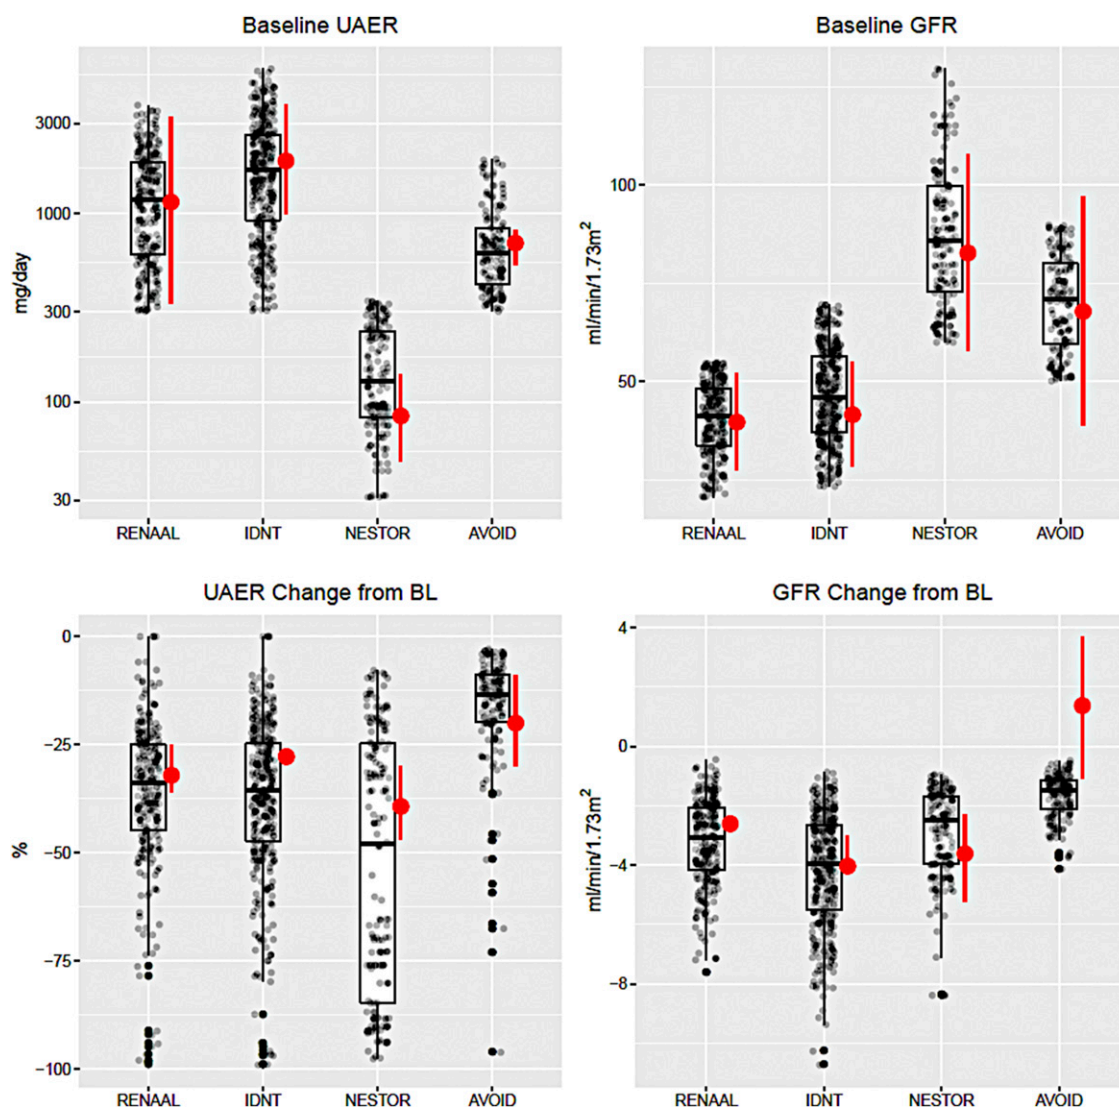 Baseline UAER
mg/day
3000
1000
300
100
30
RENAAL IDNT NESTOR AVOID
Baseline GFR
ml/min/1.73m²
100
50
RENAAL IDNT NESTOR AVOID
UAER Change from BL
%
0
−25
−50
−75
−100
RENAAL IDNT NESTOR AVOID
GFR Change from BL
ml/min/1.73m²
4
0
−4
−8
RENAAL IDNT NESTOR AVOID